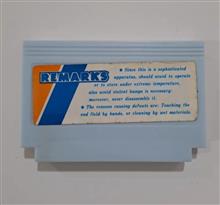 REMARKS
● Since this is a sophisticated
apparatus, should avoid to operate
or to store under extreme temperature,
also avoid violent bange is necessary:
moreover, never disassemble it.
● The reasons causing defeats are: Touching the
end field by hands, or cleaning by wet materials.